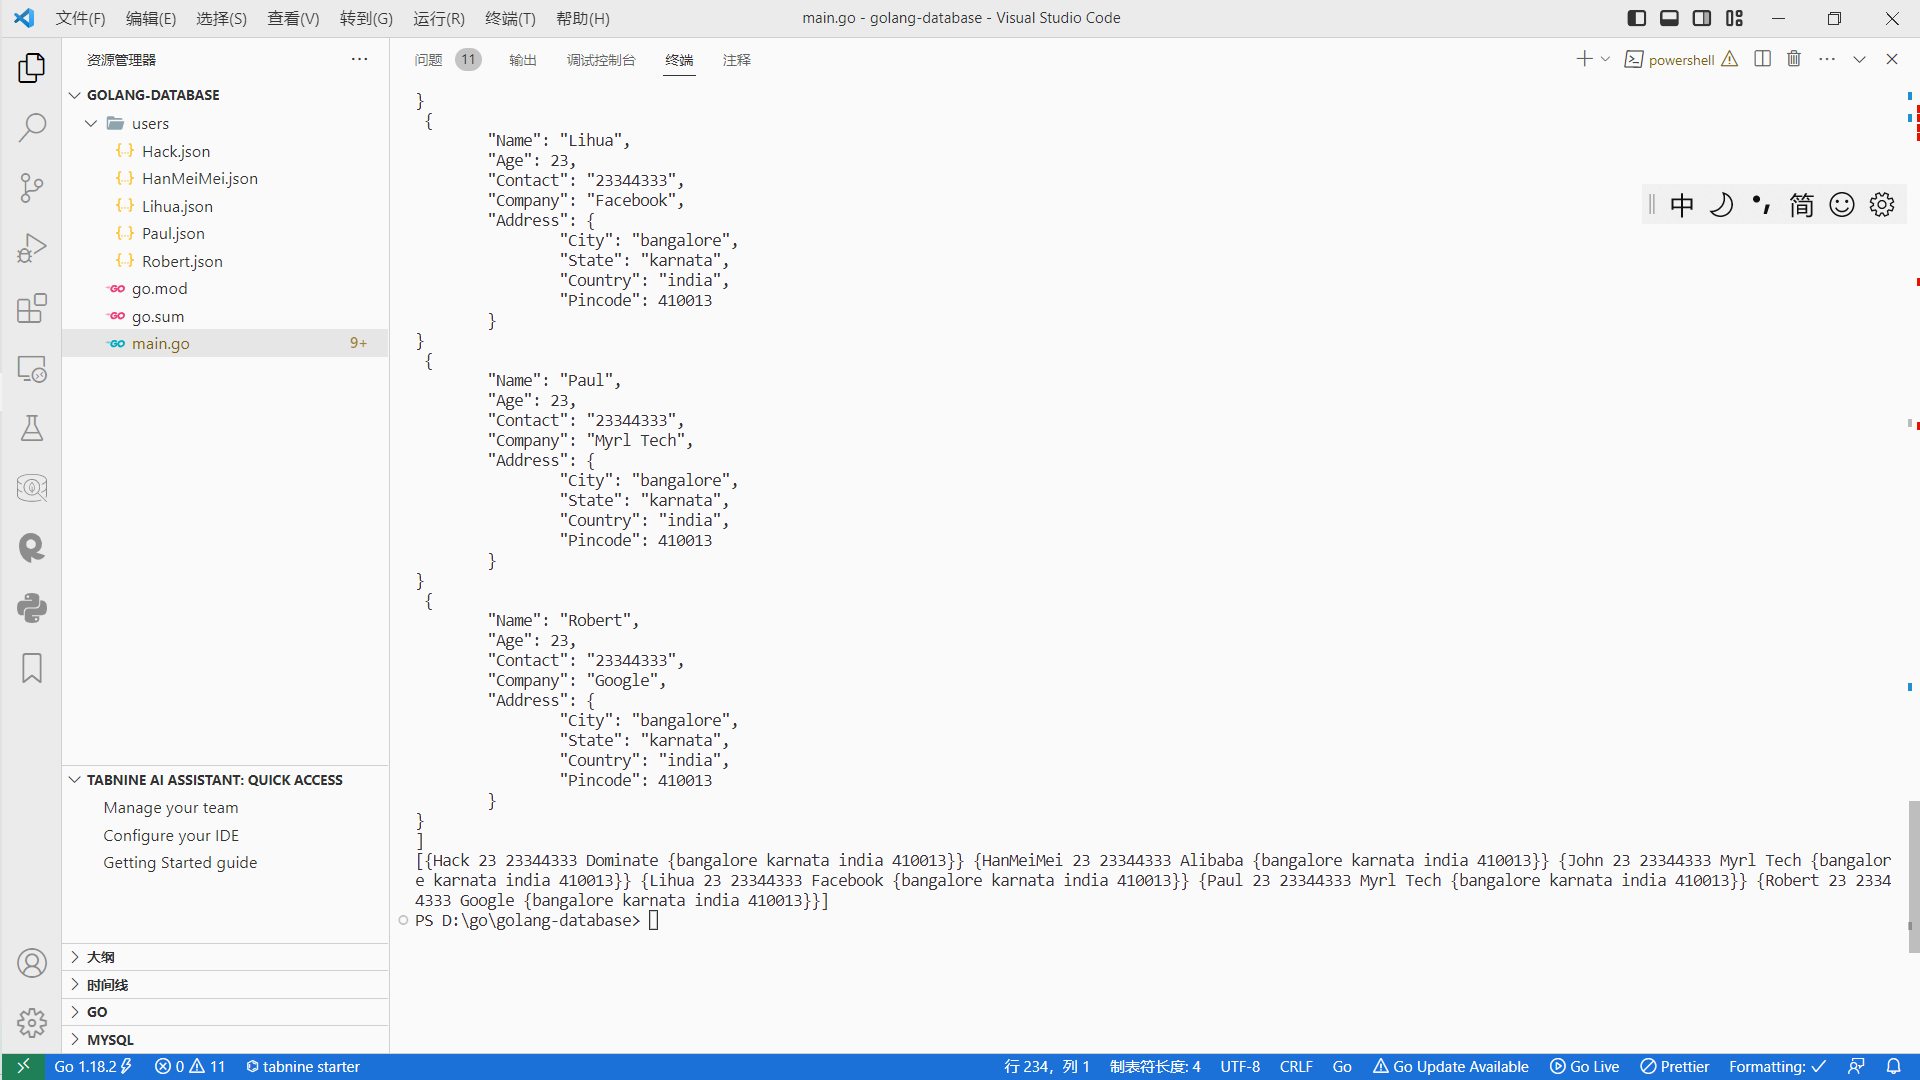 文件(F) 编辑(E) 选择(S) 查看(V) 转到(G) 运行(R) 终端(T) 帮助(H) main.go - golang-database - Visual Studio Code
资源管理器
GOLANG-DATABASE
users
Hack.json
HanMeiMei.json
Lihua.json
Paul.json
Robert.json
go.mod
go.sum
main.go 9+
TABNINE AI ASSISTANT: QUICK ACCESS
Manage your team
Configure your IDE
Getting Started guide
大纲
时间线
GO
MYSQL
问题 11 输出 调试控制台 终端 注释 powershell
中 简
}
{
"Name": "Lihua",
"Age": 23,
"Contact": "23344333",
"Company": "Facebook",
"Address": {
"City": "bangalore",
"State": "karnata",
"Country": "india",
"Pincode": 410013
}
}
{
"Name": "Paul",
"Age": 23,
"Contact": "23344333",
"Company": "Myrl Tech",
"Address": {
"City": "bangalore",
"State": "karnata",
"Country": "india",
"Pincode": 410013
}
}
{
"Name": "Robert",
"Age": 23,
"Contact": "23344333",
"Company": "Google",
"Address": {
"City": "bangalore",
"State": "karnata",
"Country": "india",
"Pincode": 410013
}
}
]
[{Hack 23 23344333 Dominate {bangalore karnata india 410013}} {HanMeiMei 23 23344333 Alibaba {bangalore karnata india 410013}} {John 23 23344333 Myrl Tech {bangalor
e karnata india 410013}} {Lihua 23 23344333 Facebook {bangalore karnata india 410013}} {Paul 23 23344333 Myrl Tech {bangalore karnata india 410013}} {Robert 23 2334
4333 Google {bangalore karnata india 410013}}]
PS D:\go\golang-database>
Go 1.18.2 0 11 tabnine starter 行 234，列 1 制表符长度: 4 UTF-8 CRLF Go Go Update Available Go Live Prettier Formatting: